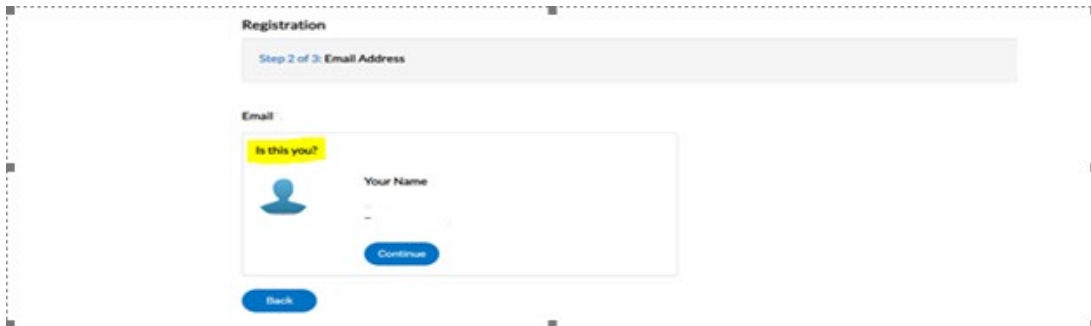 Registration
Step 2 of 3: Email Address
Email
Is this you?
Your Name
Continue
Back